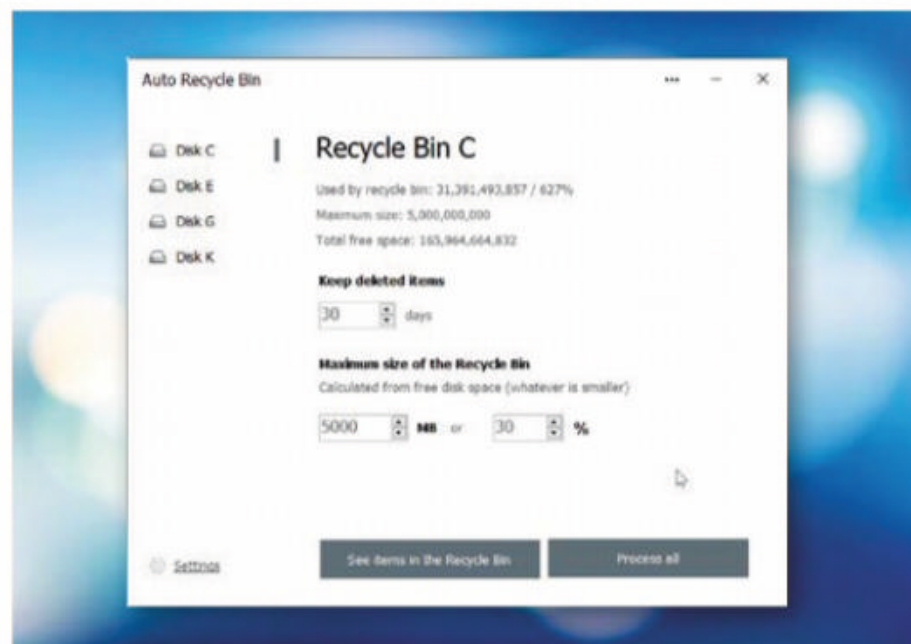 Auto Recycle Bin
Disk C
Disk E
Disk G
Disk K
Recycle Bin C
Used by recycle bin: 31,391,493,857 / 627%
Maximum size: 5,000,000,000
Total free space: 165,964,664,832
Keep deleted items
30 days
Maximum size of the Recycle Bin
Calculated from free disk space (whatever is smaller)
5000 MB or 30 %
Settings
See items in the Recycle Bin
Process all